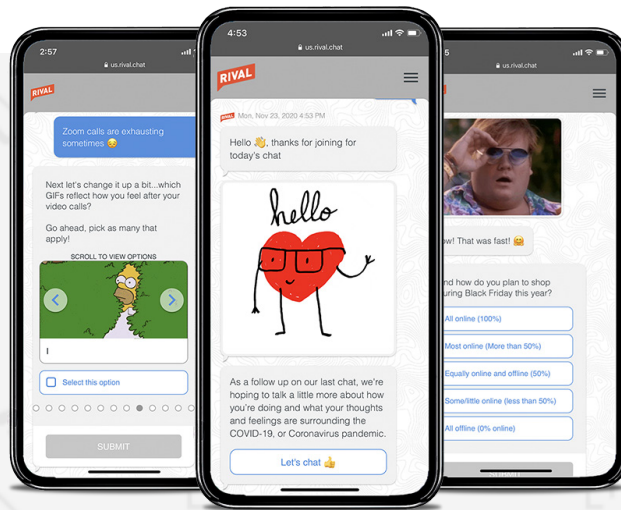 2:57
us.rival.chat
RIVAL
Zoom calls are exhausting
sometimes 😔
Next let's change it up a bit...which
GIFs reflect how you feel after your
video calls?
Go ahead, pick as many that
apply!
SCROLL TO VIEW OPTIONS
I
Select this option
SUBMIT
4:53
us.rival.chat
RIVAL
RIVAL Mon, Nov 23, 2020 4:53 PM
Hello 👋, thanks for joining for
today's chat
hello
As a follow up on our last chat, we're
hoping to talk a little more about how
you're doing and what your thoughts
and feelings are surrounding the
COVID-19, or Coronavirus pandemic.
Let's chat 👍
5
us.rival.chat
ow! That was fast! 🤗
nd how do you plan to shop
uring Black Friday this year?
All online (100%)
Most online (More than 50%)
Equally online and offline (50%)
Some/little online (less than 50%)
All offline (0% online)